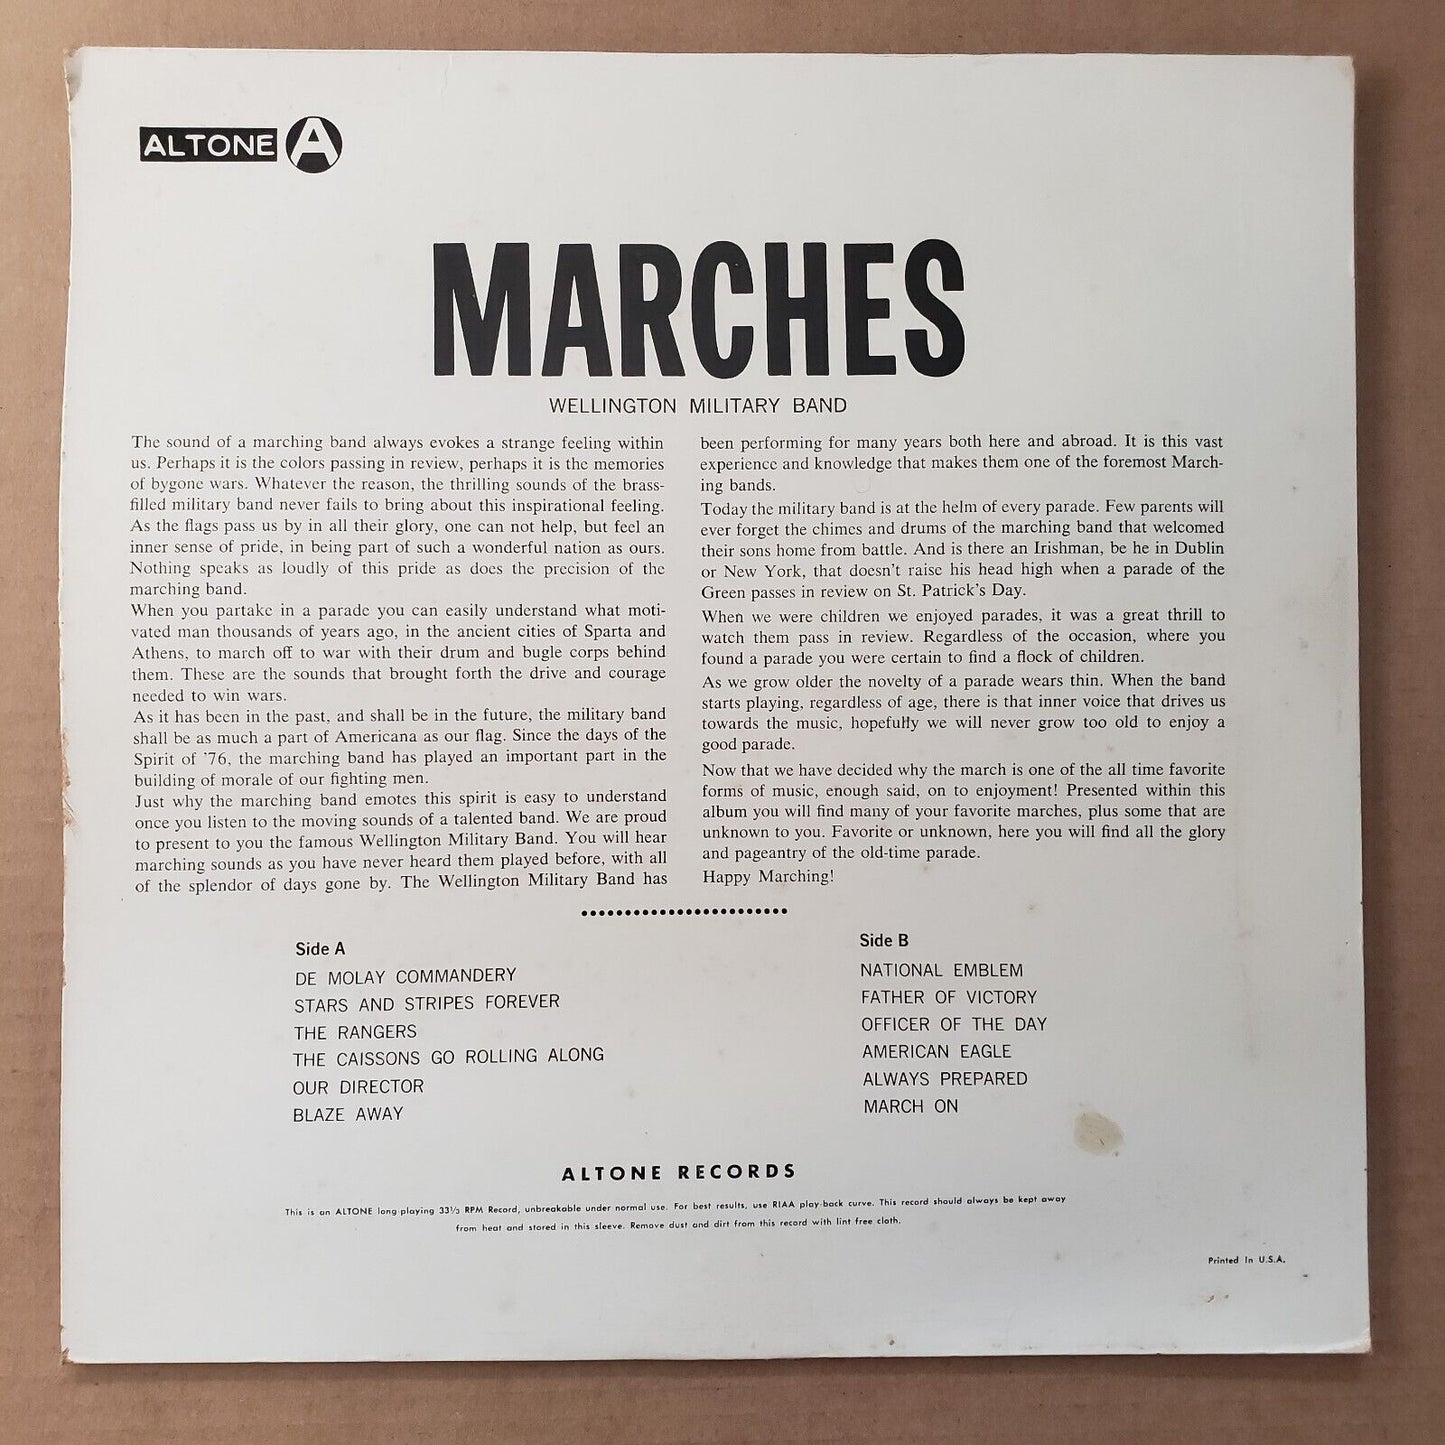 ALTONE A
MARCHES
WELLINGTON MILITARY BAND
The sound of a marching band always evokes a strange feeling within
us. Perhaps it is the colors passing in review, perhaps it is the memories
of bygone wars. Whatever the reason, the thrilling sounds of the brass-
filled military band never fails to bring about this inspirational feeling.
As the flags pass us by in all their glory, one can not help, but feel an
inner sense of pride, in being part of such a wonderful nation as ours.
Nothing speaks as loudly of this pride as does the precision of the
marching band.
When you partake in a parade you can easily understand what moti-
vated man thousands of years ago, in the ancient cities of Sparta and
Athens, to march off to war with their drum and bugle corps behind
them. These are the sounds that brought forth the drive and courage
needed to win wars.
As it has been in the past, and shall be in the future, the military band
shall be as much a part of Americana as our flag. Since the days of the
Spirit of '76, the marching band has played an important part in the
building of morale of our fighting men.
Just why the marching band emotes this spirit is easy to understand
once you listen to the moving sounds of a talented band. We are proud
to present to you the famous Wellington Military Band. You will hear
marching sounds as you have never heard them played before, with all
of the splendor of days gone by. The Wellington Military Band has
been performing for many years both here and abroad. It is this vast
experience and knowledge that makes them one of the foremost March-
ing bands.
Today the military band is at the helm of every parade. Few parents will
ever forget the chimes and drums of the marching band that welcomed
their sons home from battle. And is there an Irishman, be he in Dublin
or New York, that doesn't raise his head high when a parade of the
Green passes in review on St. Patrick's Day.
When we were children we enjoyed parades, it was a great thrill to
watch them pass in review. Regardless of the occasion, where you
found a parade you were certain to find a flock of children.
As we grow older the novelty of a parade wears thin. When the band
starts playing, regardless of age, there is that inner voice that drives us
towards the music, hopefully we will never grow too old to enjoy a
good parade.
Now that we have decided why the march is one of the all time favorite
forms of music, enough said, on to enjoyment! Presented within this
album you will find many of your favorite marches, plus some that are
unknown to you. Favorite or unknown, here you will find all the glory
and pageantry of the old-time parade.
Happy Marching!
Side A
DE MOLAY COMMANDERY
STARS AND STRIPES FOREVER
THE RANGERS
THE CAISSONS GO ROLLING ALONG
OUR DIRECTOR
BLAZE AWAY
Side B
NATIONAL EMBLEM
FATHER OF VICTORY
OFFICER OF THE DAY
AMERICAN EAGLE
ALWAYS PREPARED
MARCH ON
ALTONE RECORDS
This is an ALTONE long-playing 33⅓ RPM Record, unbreakable under normal use. For best results, use RIAA play-back curve. This record should always be kept away
from heat and stored in this sleeve. Remove dust and dirt from this record with lint free cloth.
Printed In U.S.A.